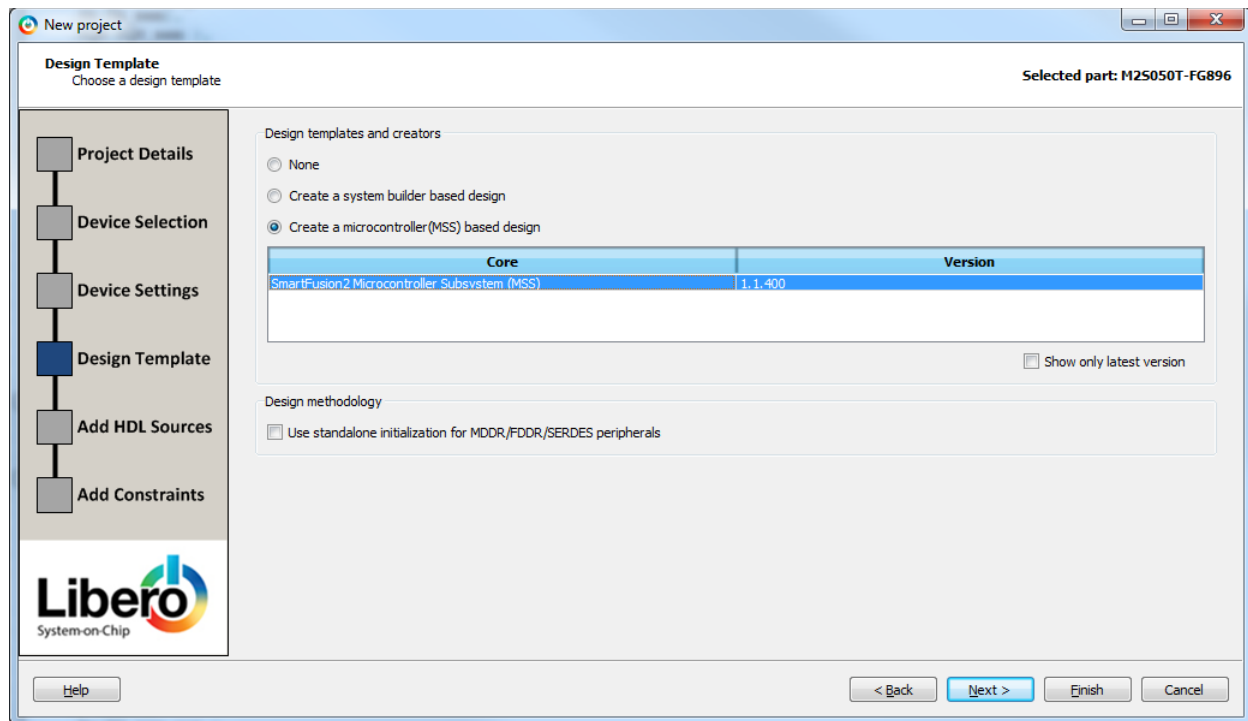 New project
Design Template
Choose a design template
Selected part: M2S050T-FG896
Project Details
Device Selection
Device Settings
Design Template
Add HDL Sources
Add Constraints
Libero
System-on-Chip
Design templates and creators
None
Create a system builder based design
Create a microcontroller(MSS) based design
Core Version
SmartFusion2 Microcontroller Subsystem (MSS) 1.1.400
Show only latest version
Design methodology
Use standalone initialization for MDDR/FDDR/SERDES peripherals
Help
< Back Next > Finish Cancel